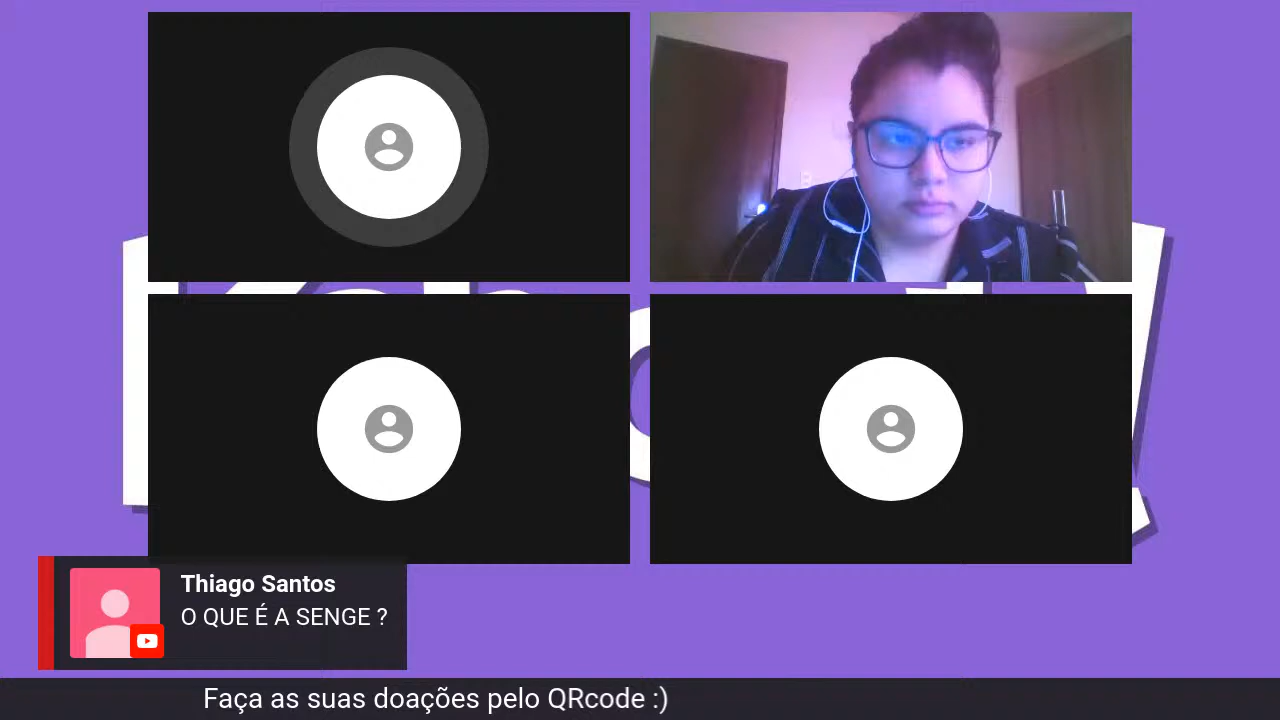 Thiago Santos
O QUE É A SENGE ?
Faça as suas doações pelo QRcode :)